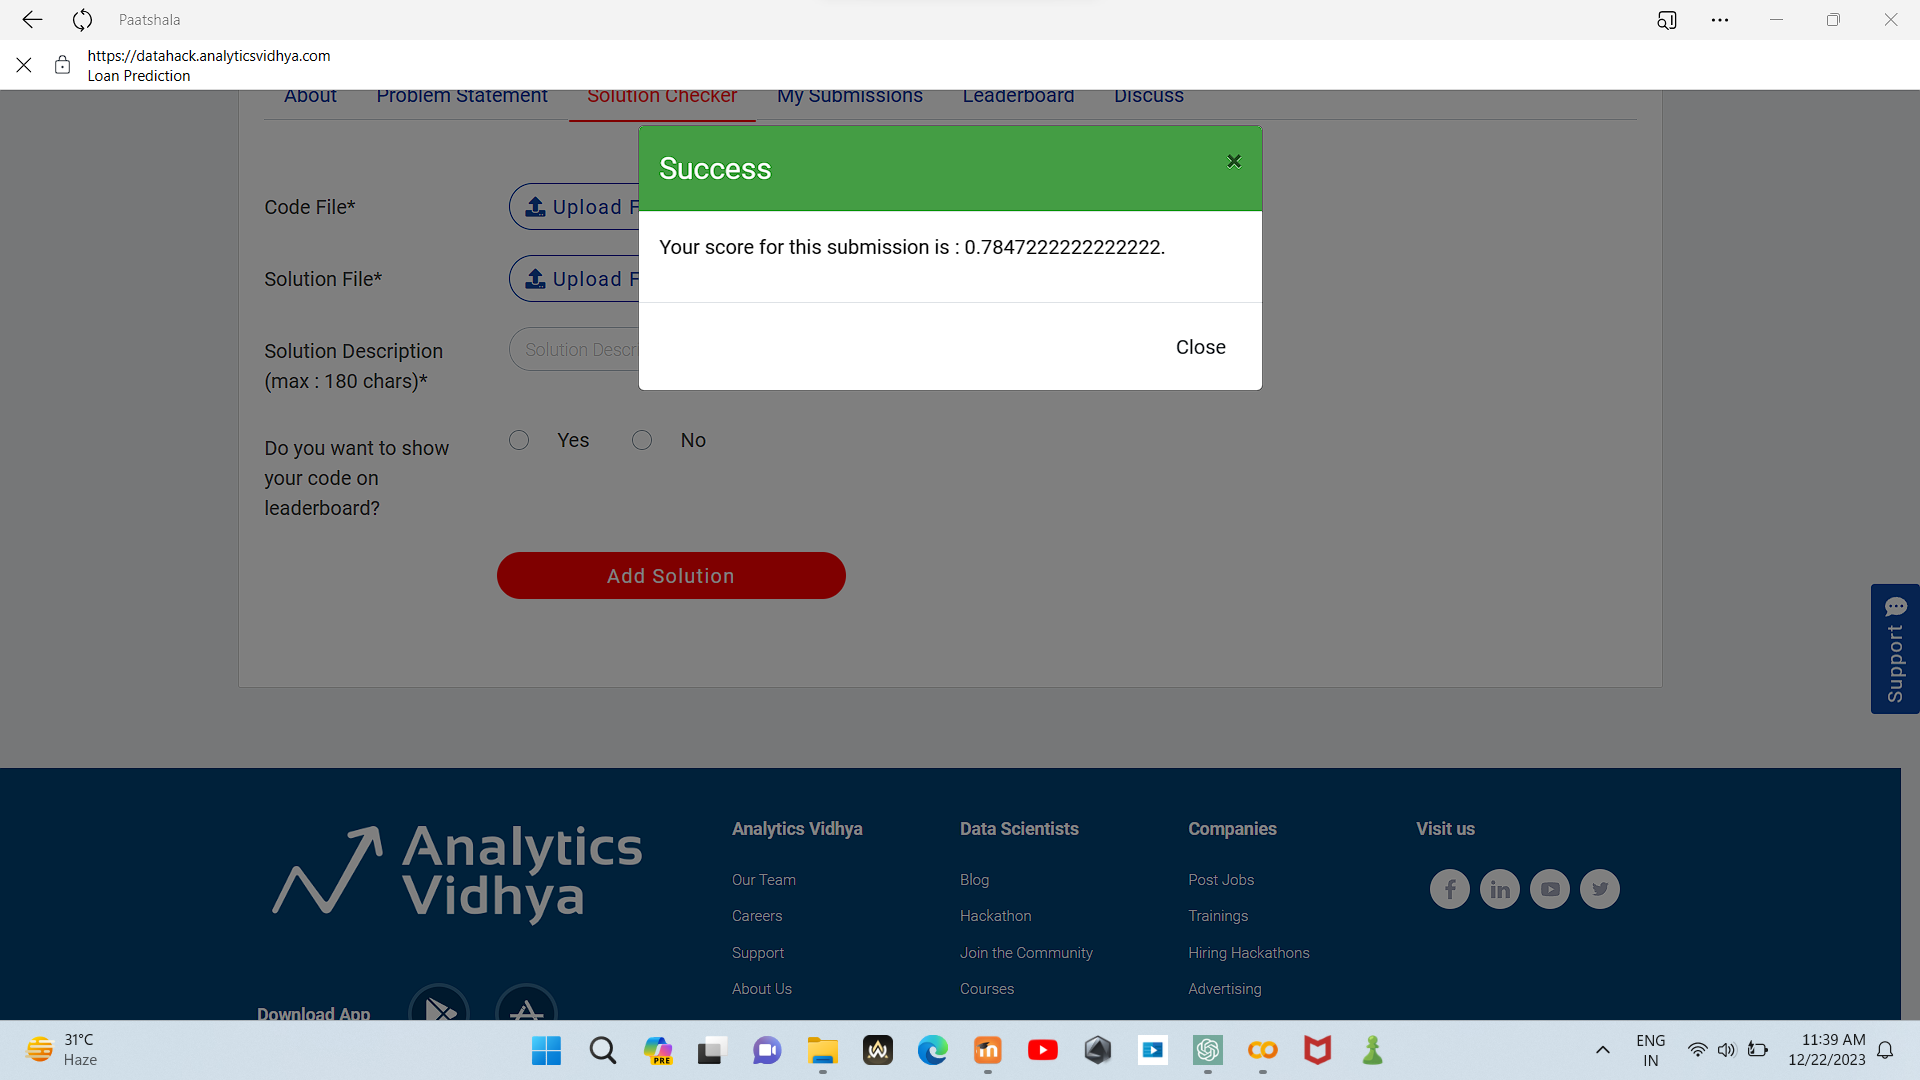 Paatshala
https://datahack.analyticsvidhya.com
Loan Prediction
About Problem Statement Solution Checker My Submissions Leaderboard Discuss
Success
×
Code File*
Upload F
Your score for this submission is : 0.7847222222222222.
Solution File*
Upload F
Solution Description
(max : 180 chars)*
Solution Descri
Close
Do you want to show
your code on
leaderboard?
Yes No
Add Solution
Support
Analytics
Vidhya
Analytics Vidhya Data Scientists Companies Visit us
Our Team Blog Post Jobs
Careers Hackathon Trainings
Support Join the Community Hiring Hackathons
About Us Courses Advertising
Download App
31°C
Haze
PRE
ENG
IN
11:39 AM
12/22/2023